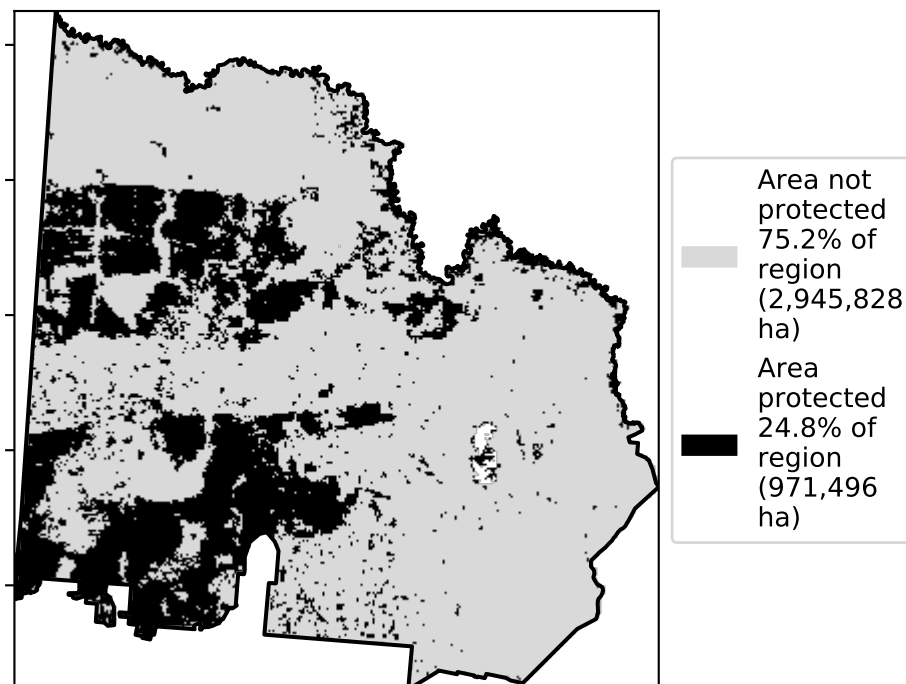 Area not
protected
75.2% of
region
(2,945,828
ha)
Area
protected
24.8% of
region
(971,496
ha)